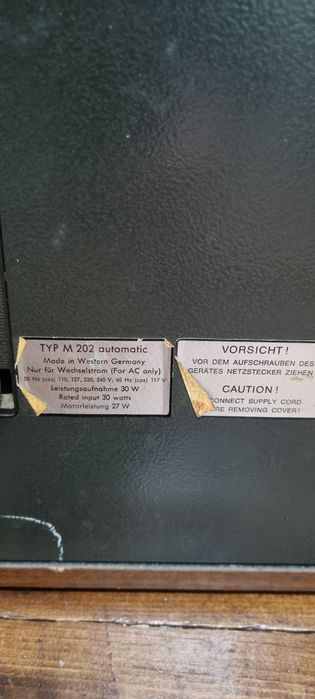 TYP M 202 automatic
Made in Western Germany
Nur für Wechselstrom (For AC only)
50 Hz (cps) 110, 127, 220, 240 V, 60 Hz (cps) 117 V
Leistungsaufnahme 30 W
Rated input 30 watts
Motorleistung 27 W
VORSICHT!
VOR DEM AUFSCHRAUBEN DES
GERÄTES NETZSTECKER ZIEHEN
CAUTION!
CONNECT SUPPLY CORD
REMOVING COVER!